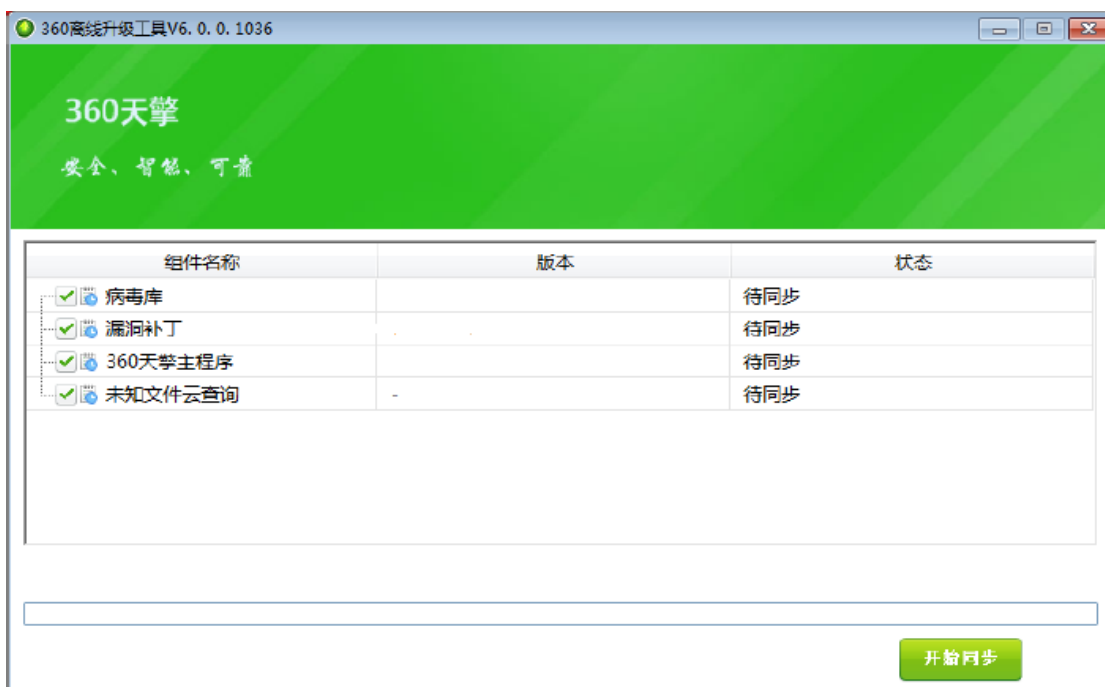 360离线升级工具V6.0.0.1036
360天擎
安全、智能、可靠
组件名称 版本 状态
病毒库 待同步
漏洞补丁 待同步
360天擎主程序 待同步
未知文件云查询 - 待同步
开始同步